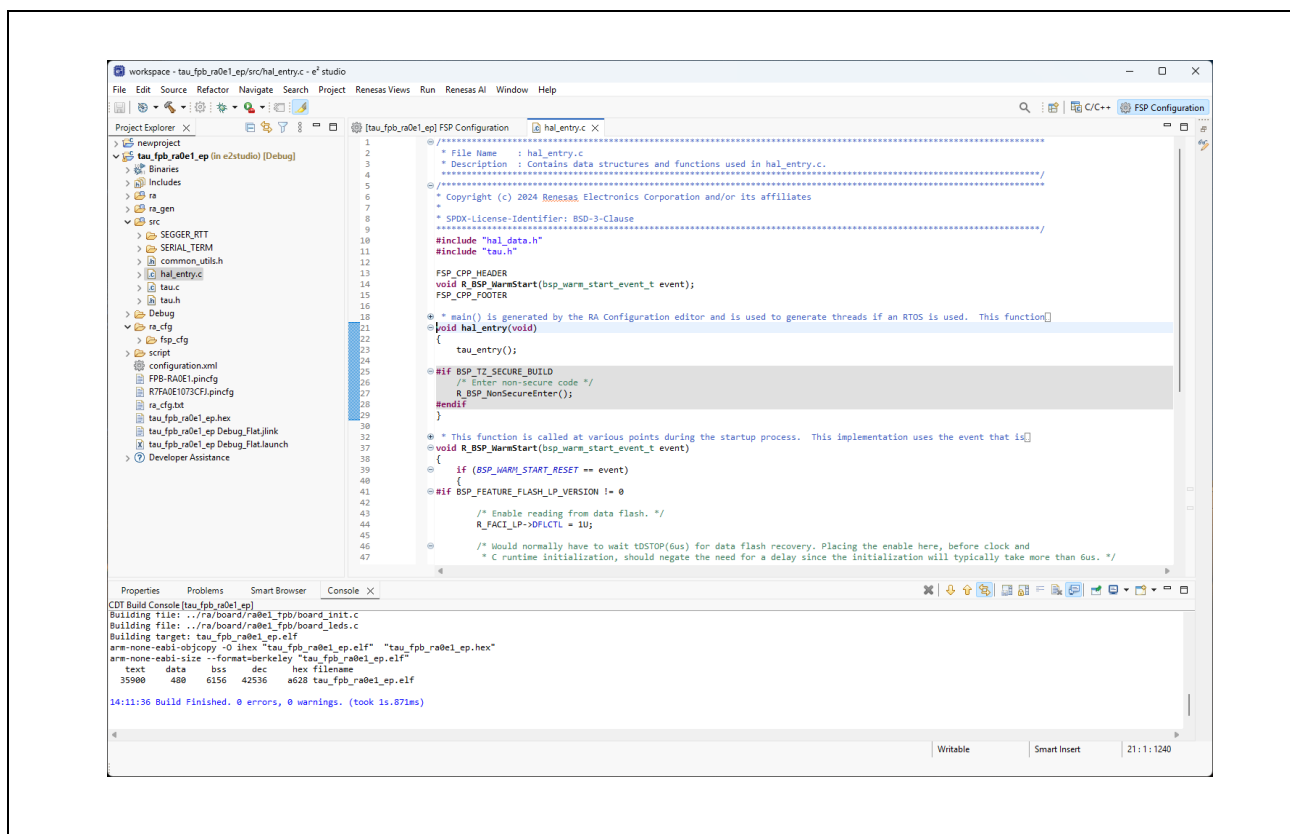 workspace - tau_fpb_ra0e1_ep/src/hal_entry.c - e² studio
File Edit Source Refactor Navigate Search Project Renesas Views Run Renesas AI Window Help
C/C++ FSP Configuration
Project Explorer
newproject
tau_fpb_ra0e1_ep (in e2studio) [Debug]
Binaries
Includes
ra
ra_gen
src
SEGGER_RTT
SERIAL_TERM
common_utils.h
hal_entry.c
tau.c
tau.h
Debug
ra_cfg
fsp_cfg
script
configuration.xml
FPB-RA0E1.pincfg
R7FA0E1073CFJ.pincfg
ra_cfg.txt
tau_fpb_ra0e1_ep.hex
tau_fpb_ra0e1_ep Debug_Flat.jlink
tau_fpb_ra0e1_ep Debug_Flat.launch
Developer Assistance
[tau_fpb_ra0e1_ep] FSP Configuration hal_entry.c
1 /***********************************************************************************************************************
2 * File Name : hal_entry.c
3 * Description : Contains data structures and functions used in hal_entry.c.
4 **********************************************************************************************************************/
5 /***********************************************************************************************************************
6 * Copyright (c) 2024 Renesas Electronics Corporation and/or its affiliates
7 *
8 * SPDX-License-Identifier: BSD-3-Clause
9 ***********************************************************************************************************************/
10 #include "hal_data.h"
11 #include "tau.h"
12
13 FSP_CPP_HEADER
14 void R_BSP_WarmStart(bsp_warm_start_event_t event);
15 FSP_CPP_FOOTER
16
18 * main() is generated by the RA Configuration editor and is used to generate threads if an RTOS is used. This function
21 void hal_entry(void)
22 {
23 tau_entry();
24
25 #if BSP_TZ_SECURE_BUILD
26 /* Enter non-secure code */
27 R_BSP_NonSecureEnter();
28 #endif
29 }
30
32 * This function is called at various points during the startup process. This implementation uses the event that is
37 void R_BSP_WarmStart(bsp_warm_start_event_t event)
38 {
39 if (BSP_WARM_START_RESET == event)
40 {
41 #if BSP_FEATURE_FLASH_LP_VERSION != 0
42
43 /* Enable reading from data flash. */
44 R_FACI_LP->DFLCTL = 1U;
45
46 /* Would normally have to wait tDSTOP(6us) for data flash recovery. Placing the enable here, before clock and
47 * C runtime initialization, should negate the need for a delay since the initialization will typically take more than 6us. */
Properties Problems Smart Browser Console
CDT Build Console [tau_fpb_ra0e1_ep]
Building file: ../ra/board/ra0e1_fpb/board_init.c
Building file: ../ra/board/ra0e1_fpb/board_leds.c
Building target: tau_fpb_ra0e1_ep.elf
arm-none-eabi-objcopy -O ihex "tau_fpb_ra0e1_ep.elf" "tau_fpb_ra0e1_ep.hex"
arm-none-eabi-size --format=berkeley "tau_fpb_ra0e1_ep.elf"
text data bss dec hex filename
35900 480 6156 42536 a628 tau_fpb_ra0e1_ep.elf
14:11:36 Build Finished. 0 errors, 0 warnings. (took 1s.871ms)
Writable Smart Insert 21 : 1 : 1240